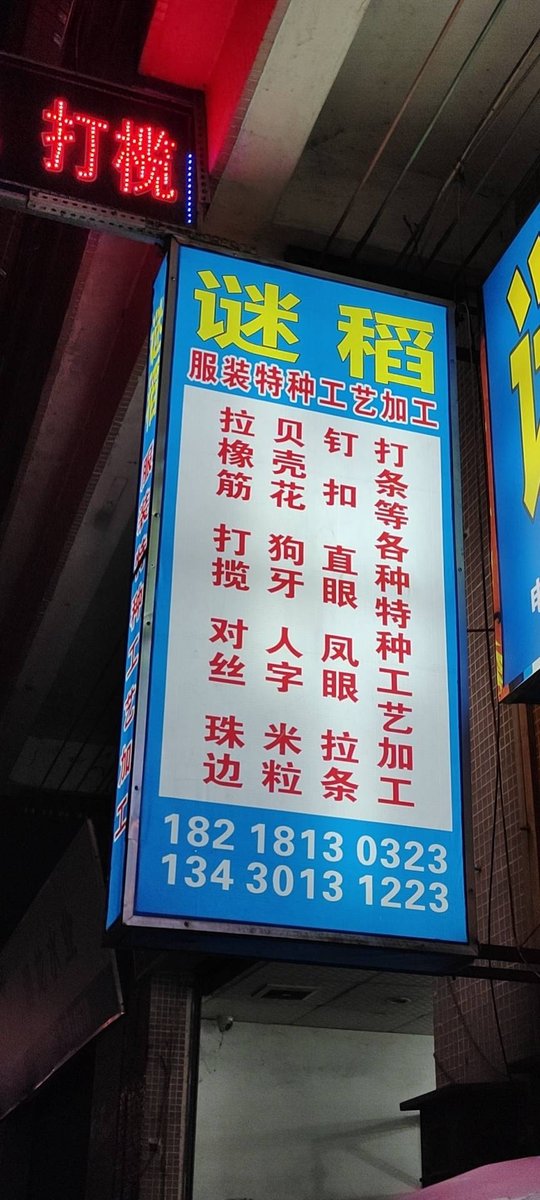 打榄
谜稻
服装特种工艺加工
拉橡筋 打揽 对丝 珠边
贝壳花 狗牙 人字 米粒
钉扣 直眼 凤眼 拉条
打条等各种特种工艺加工
182 1813 0323
134 3013 1223